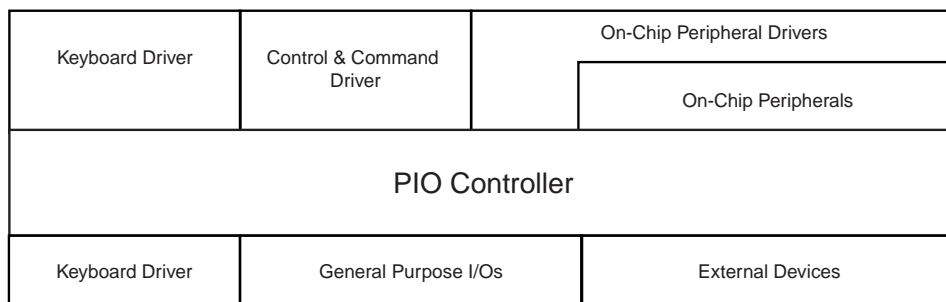 Keyboard Driver
Control & Command
Driver
On-Chip Peripheral Drivers
On-Chip Peripherals
PIO Controller
Keyboard Driver
General Purpose I/Os
External Devices